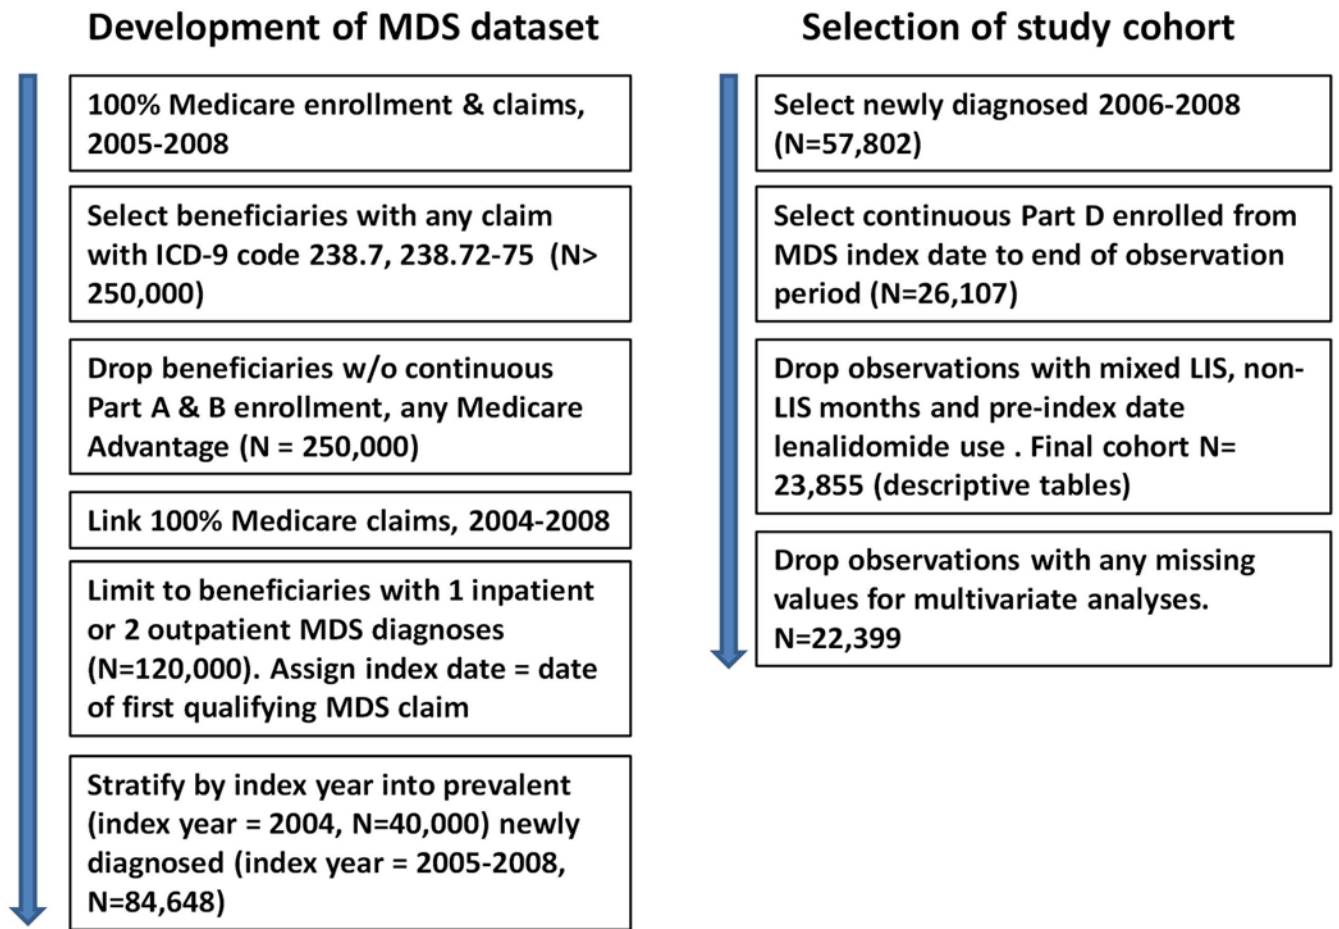 Development of MDS dataset
100% Medicare enrollment & claims,
2005-2008
Select beneficiaries with any claim
with ICD-9 code 238.7, 238.72-75 (N>
250,000)
Drop beneficiaries w/o continuous
Part A & B enrollment, any Medicare
Advantage (N = 250,000)
Link 100% Medicare claims, 2004-2008
Limit to beneficiaries with 1 inpatient
or 2 outpatient MDS diagnoses
(N=120,000). Assign index date = date
of first qualifying MDS claim
Stratify by index year into prevalent
(index year = 2004, N=40,000) newly
diagnosed (index year = 2005-2008,
N=84,648)
Selection of study cohort
Select newly diagnosed 2006-2008
(N=57,802)
Select continuous Part D enrolled from
MDS index date to end of observation
period (N=26,107)
Drop observations with mixed LIS, non-
LIS months and pre-index date
lenalidomide use . Final cohort N=
23,855 (descriptive tables)
Drop observations with any missing
values for multivariate analyses.
N=22,399